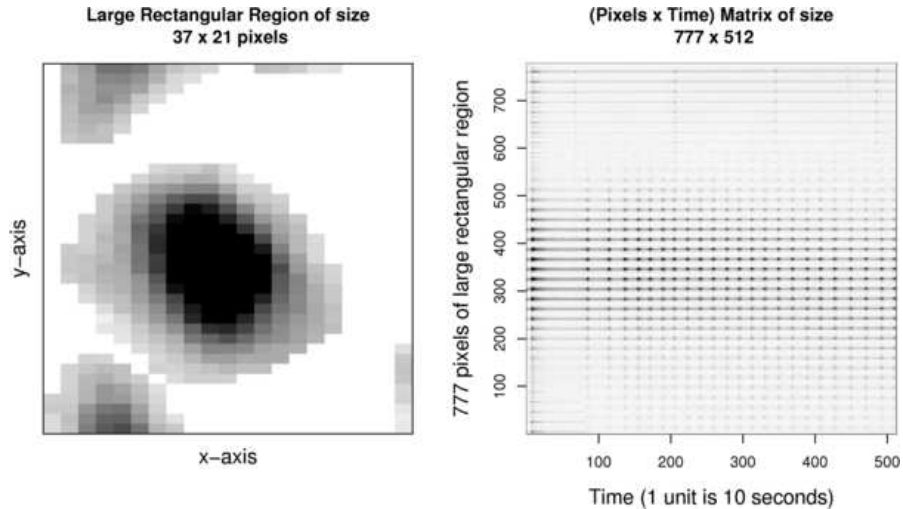 Large Rectangular Region of size
37 x 21 pixels
y-axis
x-axis
(Pixels x Time) Matrix of size
777 x 512
777 pixels of large rectangular region
700
600
500
400
300
200
100
100 200 300 400 500
Time (1 unit is 10 seconds)